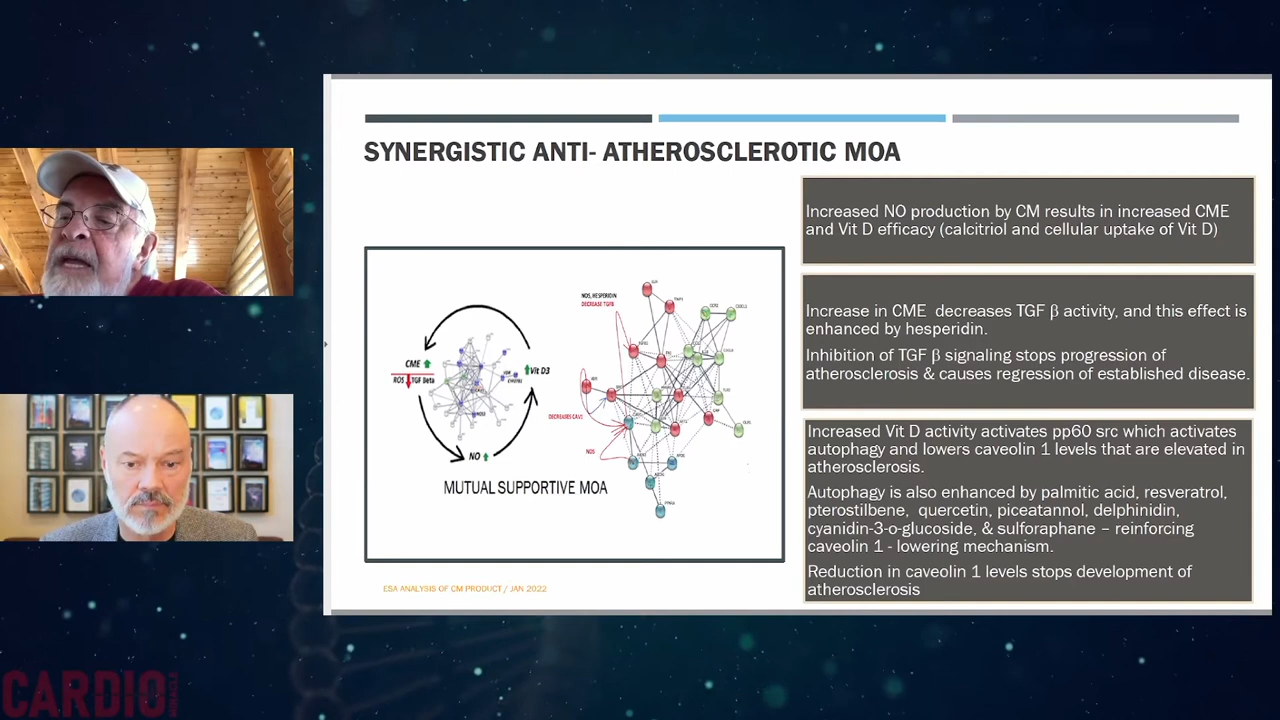 SYNERGISTIC ANTI- ATHEROSCLEROTIC MOA
Increased NO production by CM results in increased CME
and Vit D efficacy (calcitriol and cellular uptake of Vit D)
Increase in CME decreases TGF β activity, and this effect is
enhanced by hesperidin.
Inhibition of TGF β signaling stops progression of
atherosclerosis & causes regression of established disease.
Increased Vit D activity activates pp60 src which activates
autophagy and lowers caveolin 1 levels that are elevated in
atherosclerosis.
Autophagy is also enhanced by palmitic acid, resveratrol,
pterostilbene, quercetin, piceatannol, delphinidin,
cyanidin-3-o-glucoside, & sulforaphane – reinforcing
caveolin 1 - lowering mechanism.
Reduction in caveolin 1 levels stops development of
atherosclerosis
CME
ROS TGF Beta
Vit D3
NO
MUTUAL SUPPORTIVE MOA
NOS, HESPERIDIN
DECREASE TGFB
DECREASES CAV1
NOS
ESA ANALYSIS OF CM PRODUCT / JAN 2022
CARDIO
MIRACLE